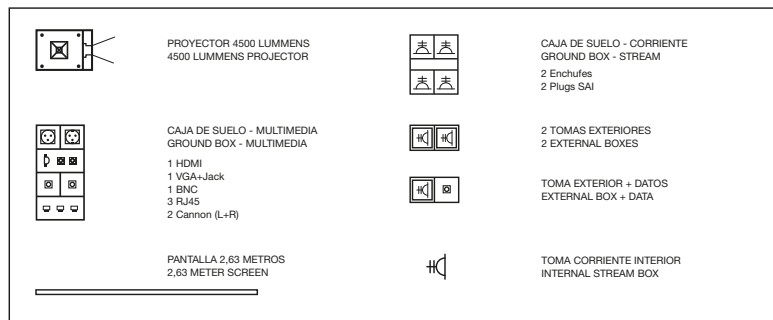 PROYECTOR 4500 LUMMENS
4500 LUMMENS PROJECTOR
CAJA DE SUELO - MULTIMEDIA
GROUND BOX - MULTIMEDIA
1 HDMI
1 VGA+Jack
1 BNC
3 RJ45
2 Cannon (L+R)
PANTALLA 2,63 METROS
2,63 METER SCREEN
CAJA DE SUELO - CORRIENTE
GROUND BOX - STREAM
2 Enchufes
2 Plugs SAI
2 TOMAS EXTERIORES
2 EXTERNAL BOXES
TOMA EXTERIOR + DATOS
EXTERNAL BOX + DATA
TOMA CORRIENTE INTERIOR
INTERNAL STREAM BOX